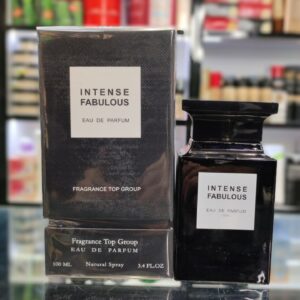 INTENSE
FABULOUS
EAU DE PARFUM
FRAGRANCE TOP GROUP
Fragrance Top Group
EAU DE PARFUM
100 ML Natural Spray 3.4 FL.OZ
INTENSE
FABULOUS
EAU DE PARFUM